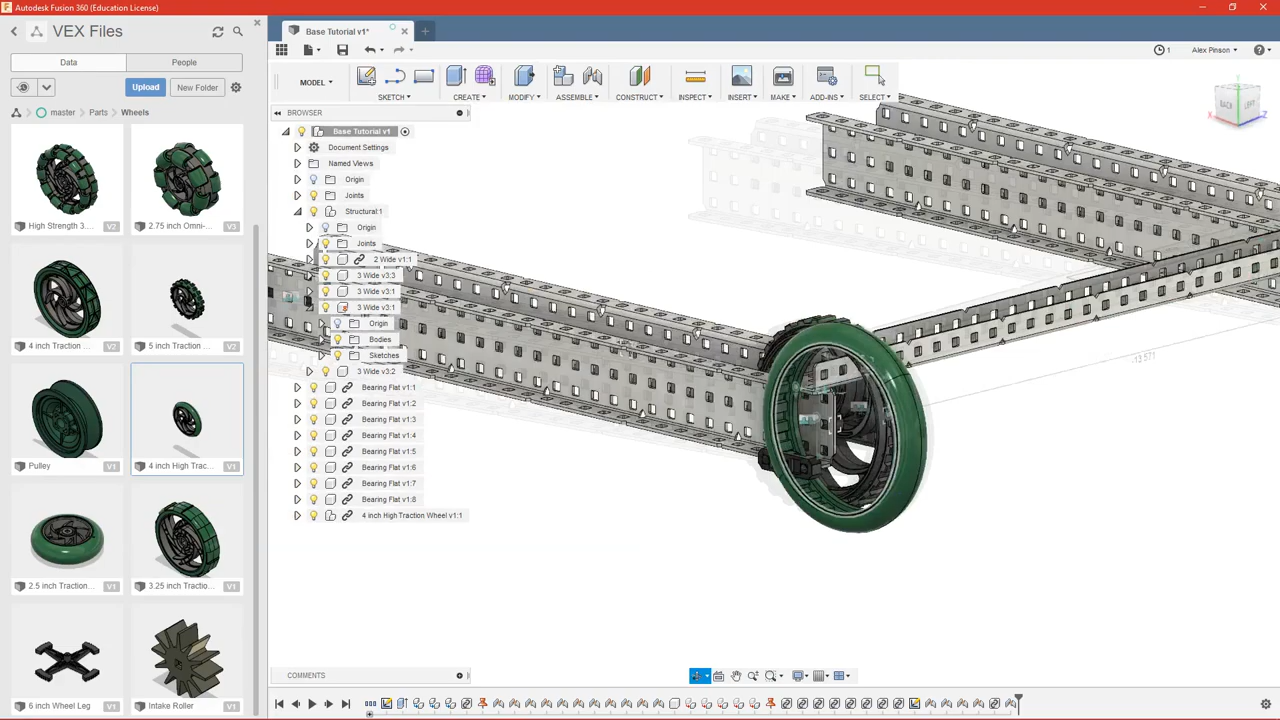 Autodesk Fusion 360 (Education License)
VEX Files
Data People
Upload New Folder
master Parts Wheels
High Strength 3... V2
2.75 inch Omni-... V3
4 inch Traction ... V2
5 inch Traction ... V2
Pulley V1
4 inch High Trac... V1
2.5 inch Traction... V1
3.25 inch Tractio... V1
6 inch Wheel Leg V1
Intake Roller V1
Base Tutorial v1*
1 Alex Pinson
MODEL SKETCH CREATE MODIFY ASSEMBLE CONSTRUCT INSPECT INSERT MAKE ADD-INS SELECT
BROWSER
Base Tutorial v1
Document Settings
Named Views
Origin
Joints
Structural:1
Origin
Joints
2 Wide v1:1
3 Wide v3:3
3 Wide v3:1
3 Wide v3:1
Origin
Bodies
Sketches
3 Wide v3:2
Bearing Flat v1:1
Bearing Flat v1:2
Bearing Flat v1:3
Bearing Flat v1:4
Bearing Flat v1:5
Bearing Flat v1:6
Bearing Flat v1:7
Bearing Flat v1:8
4 inch High Traction Wheel v1:1
BACK LEFT
X Z
-13.571
COMMENTS